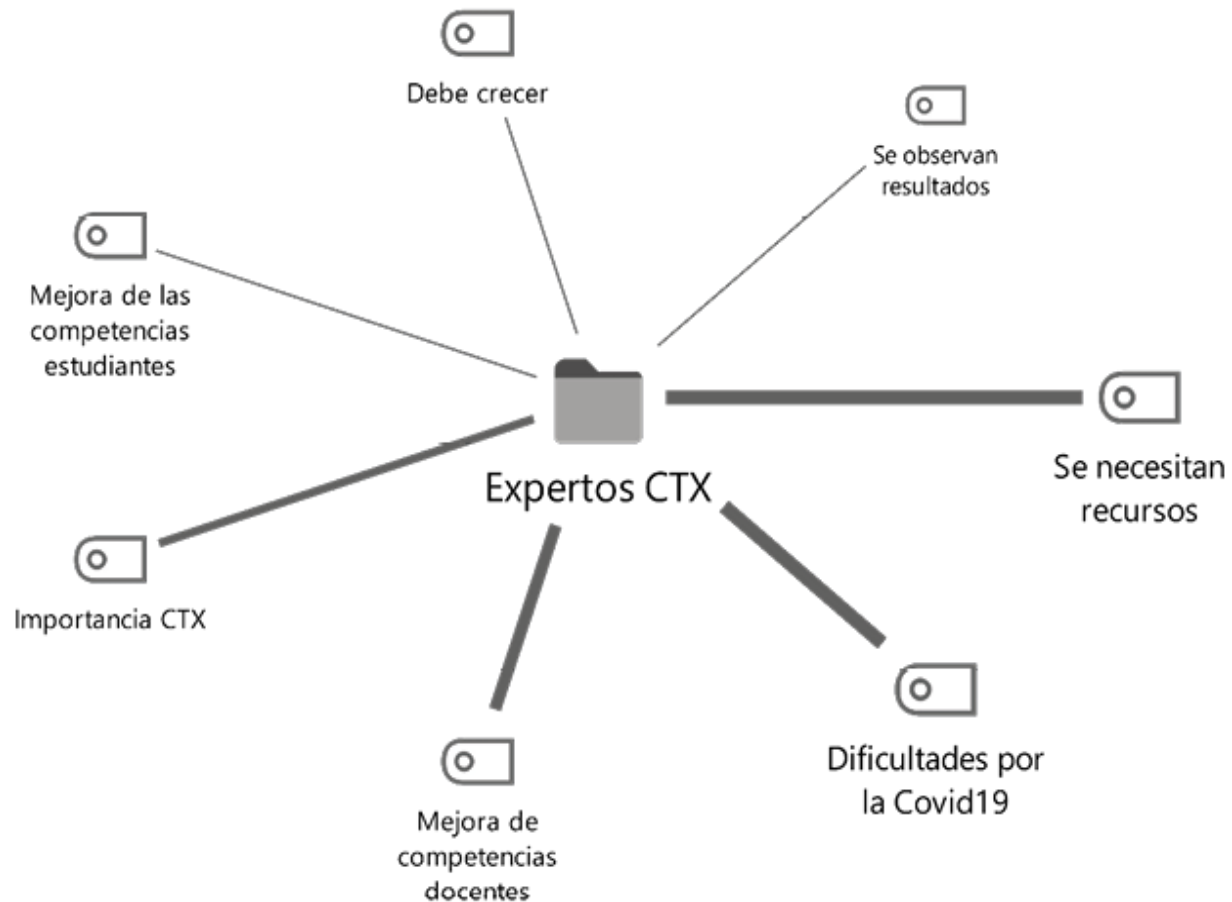 Debe crecer
Se observan
resultados
Mejora de las
competencias
estudiantes
Se necesitan
recursos
Expertos CTX
Importancia CTX
Dificultades por
la Covid19
Mejora de
competencias
docentes